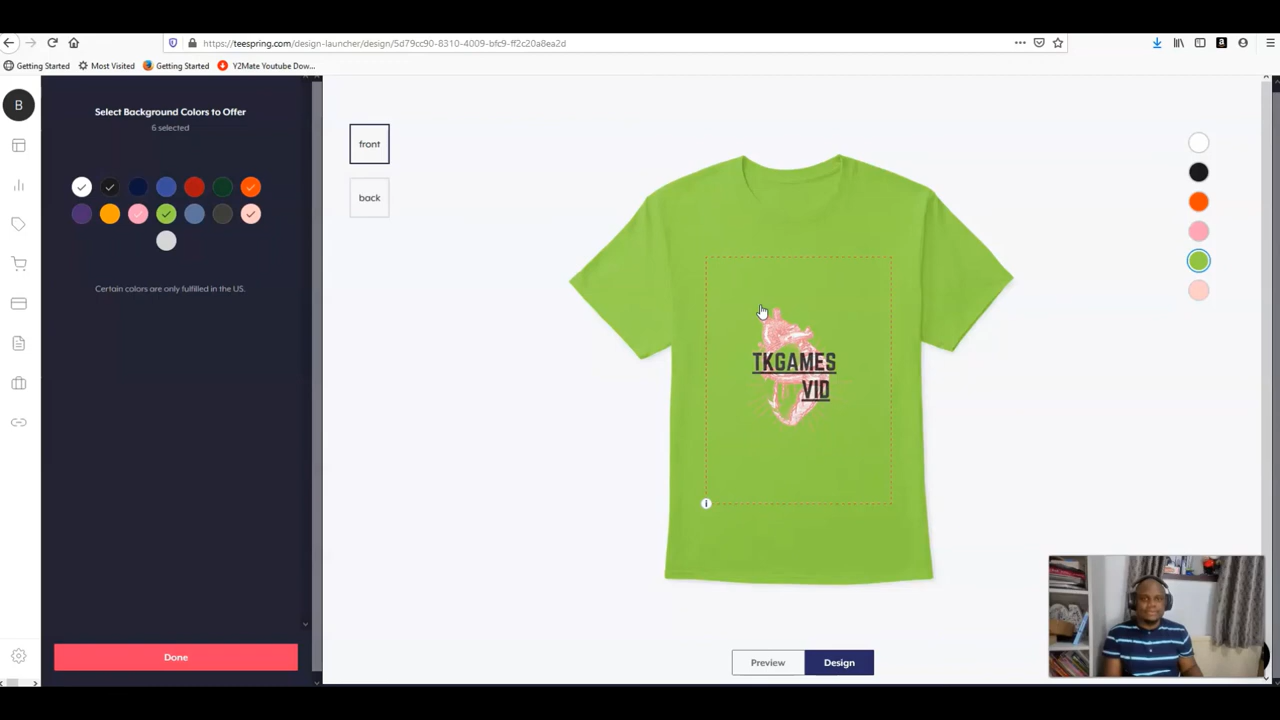 https://teespring.com/design-launcher/design/5d79cc90-8310-4009-bfc9-ff2c20a8ea2d
Getting Started
Most Visited
Getting Started
Y2Mate Youtube Dow...
B
Select Background Colors to Offer
6 selected
Certain colors are only fulfilled in the US.
Done
front
back
TKGAMES
VID
i
Preview
Design